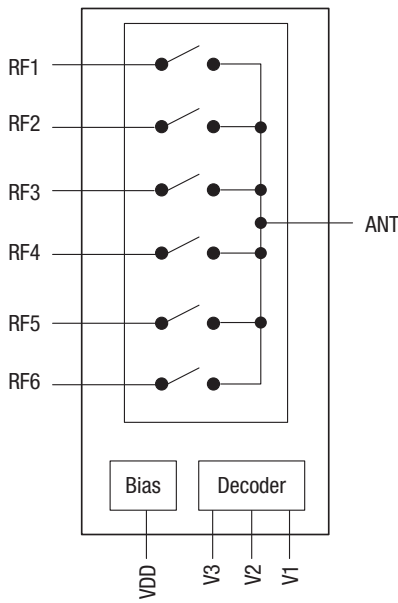 RF1
RF2
RF3
ANT
RF4
RF5
RF6
Bias
Decoder
VDD
V3
V2
V1